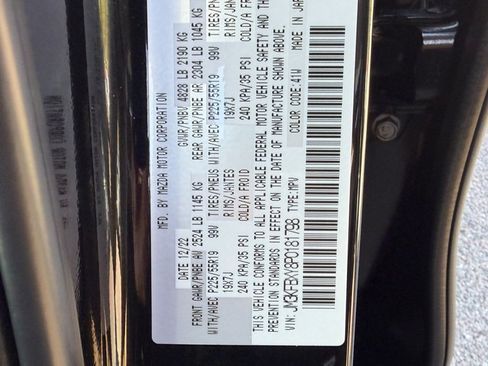 MFD. BY MAZDA MOTOR CORPORATION
DATE: 12/22 GVWR/PNBV 4828 LB 2190 KG
FRONT GAWR/PNBE AV 2524 LB 1145 KG REAR GAWR/PNBE AR 2304 LB 1045 KG
WITH/AVEC P225/55R19 99V TIRES/PNEUS WITH/AVEC P225/55R19 99V TIRES/PNEUS
19X7J RIMS/JANTES 19X7J RIMS/JANTES
240 KPA/35 PSI COLD/A FROID 240 KPA/35 PSI COLD/A FROID
THIS VEHICLE CONFORMS TO ALL APPLICABLE FEDERAL MOTOR VEHICLE SAFETY AND
STANDARDS IN EFFECT ON THE DATE OF MANUFACTURE SHOWN ABOVE.
VIN: TYPE: MPV COLOR CODE: 41W MADE IN